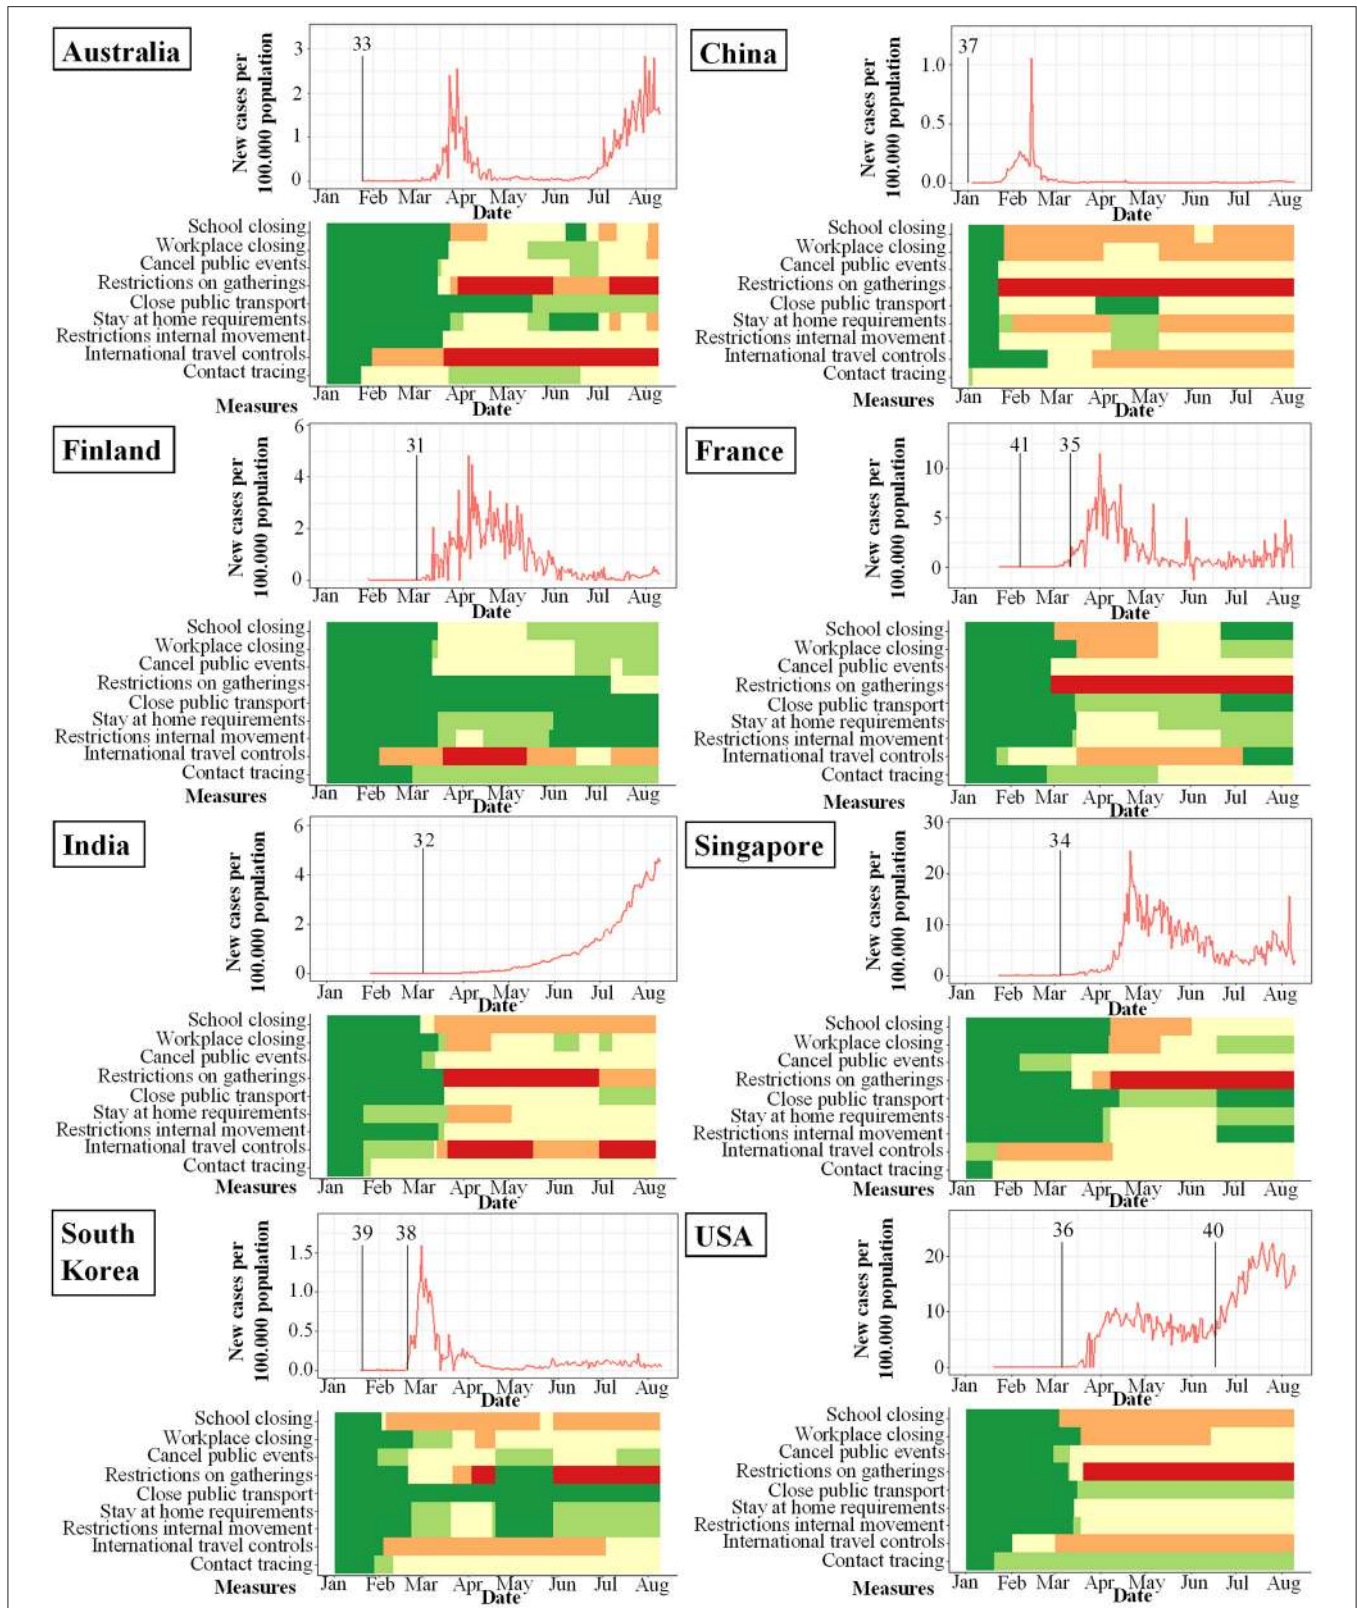 Australia
New cases per
100.000 population
33
3
2
1
0
Jan Feb Mar Apr May Jun Jul Aug
Date
School closing
Workplace closing
Cancel public events
Restrictions on gatherings
Close public transport
Stay at home requirements
Restrictions internal movement
International travel controls
Contact tracing
Jan Feb Mar Apr May Jun Jul Aug
Measures
Date
China
New cases per
100.000 population
37
1.0
0.5
0.0
Jan Feb Mar Apr May Jun Jul Aug
Date
School closing
Workplace closing
Cancel public events
Restrictions on gatherings
Close public transport
Stay at home requirements
Restrictions internal movement
International travel controls
Contact tracing
Jan Feb Mar Apr May Jun Jul Aug
Measures
Date
Finland
New cases per
100.000 population
31
6
4
2
0
Jan Feb Mar Apr May Jun Jul Aug
Date
School closing
Workplace closing
Cancel public events
Restrictions on gatherings
Close public transport
Stay at home requirements
Restrictions internal movement
International travel controls
Contact tracing
Jan Feb Mar Apr May Jun Jul Aug
Measures
Date
France
New cases per
100.000 population
41 35
10
5
0
Jan Feb Mar Apr May Jun Jul Aug
Date
School closing
Workplace closing
Cancel public events
Restrictions on gatherings
Close public transport
Stay at home requirements
Restrictions internal movement
International travel controls
Contact tracing
Jan Feb Mar Apr May Jun Jul Aug
Measures
Date
India
New cases per
100.000 population
32
6
4
2
0
Jan Feb Mar Apr May Jun Jul Aug
Date
School closing
Workplace closing
Cancel public events
Restrictions on gatherings
Close public transport
Stay at home requirements
Restrictions internal movement
International travel controls
Contact tracing
Jan Feb Mar Apr May Jun Jul Aug
Measures
Date
Singapore
New cases per
100.000 population
34
30
20
10
0
Jan Feb Mar Apr May Jun Jul Aug
Date
School closing
Workplace closing
Cancel public events
Restrictions on gatherings
Close public transport
Stay at home requirements
Restrictions internal movement
International travel controls
Contact tracing
Jan Feb Mar Apr May Jun Jul Aug
Measures
Date
South
Korea
New cases per
100.000 population
39 38
1.5
1.0
0.5
0.0
Jan Feb Mar Apr May Jun Jul Aug
Date
School closing
Workplace closing
Cancel public events
Restrictions on gatherings
Close public transport
Stay at home requirements
Restrictions internal movement
International travel controls
Contact tracing
Jan Feb Mar Apr May Jun Jul Aug
Measures
Date
USA
New cases per
100.000 population
36 40
20
10
0
Jan Feb Mar Apr May Jun Jul Aug
Date
School closing
Workplace closing
Cancel public events
Restrictions on gatherings
Close public transport
Stay at home requirements
Restrictions internal movement
International travel controls
Contact tracing
Jan Feb Mar Apr May Jun Jul Aug
Measures
Date